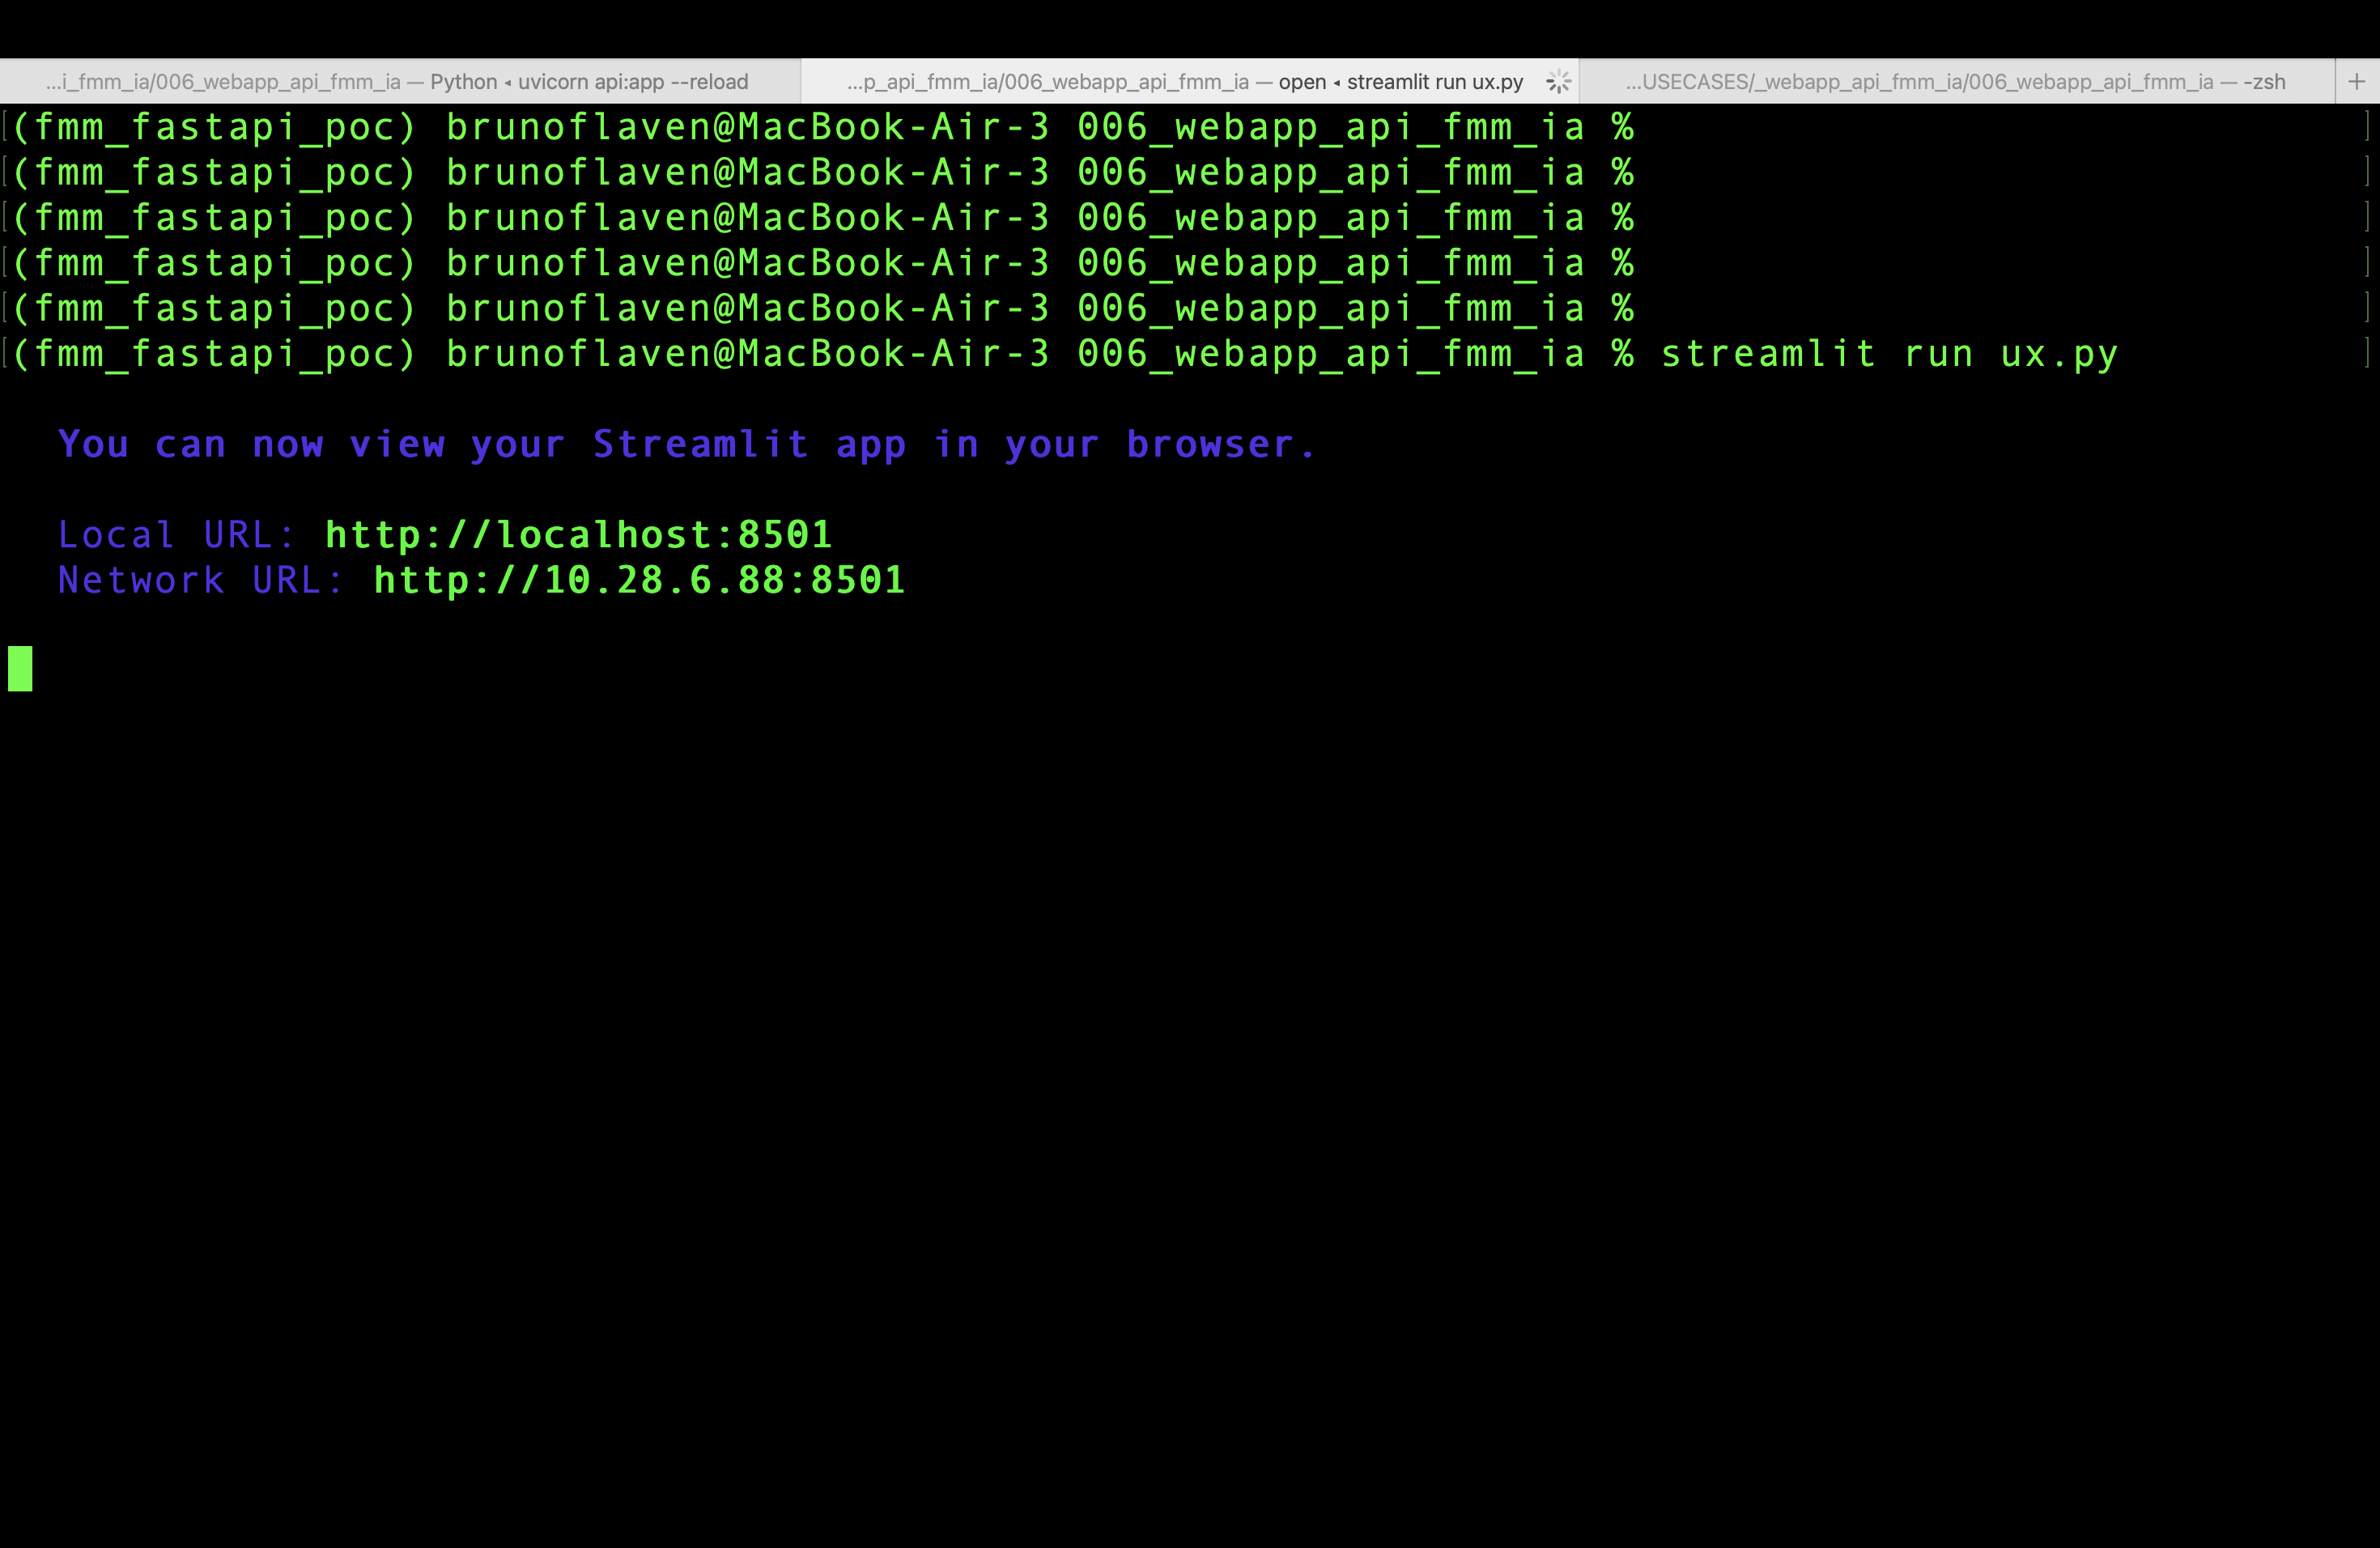 ...i_fmm_ia/006_webapp_api_fmm_ia — Python ◂ uvicorn api:app --reload
...p_api_fmm_ia/006_webapp_api_fmm_ia — open ◂ streamlit run ux.py
...USECASES/_webapp_api_fmm_ia/006_webapp_api_fmm_ia — -zsh
+
[(fmm_fastapi_poc) brunoflaven@MacBook-Air-3 006_webapp_api_fmm_ia % ]
[(fmm_fastapi_poc) brunoflaven@MacBook-Air-3 006_webapp_api_fmm_ia % ]
[(fmm_fastapi_poc) brunoflaven@MacBook-Air-3 006_webapp_api_fmm_ia % ]
[(fmm_fastapi_poc) brunoflaven@MacBook-Air-3 006_webapp_api_fmm_ia % ]
[(fmm_fastapi_poc) brunoflaven@MacBook-Air-3 006_webapp_api_fmm_ia % ]
[(fmm_fastapi_poc) brunoflaven@MacBook-Air-3 006_webapp_api_fmm_ia % streamlit run ux.py ]
You can now view your Streamlit app in your browser.
Local URL: http://localhost:8501
Network URL: http://10.28.6.88:8501